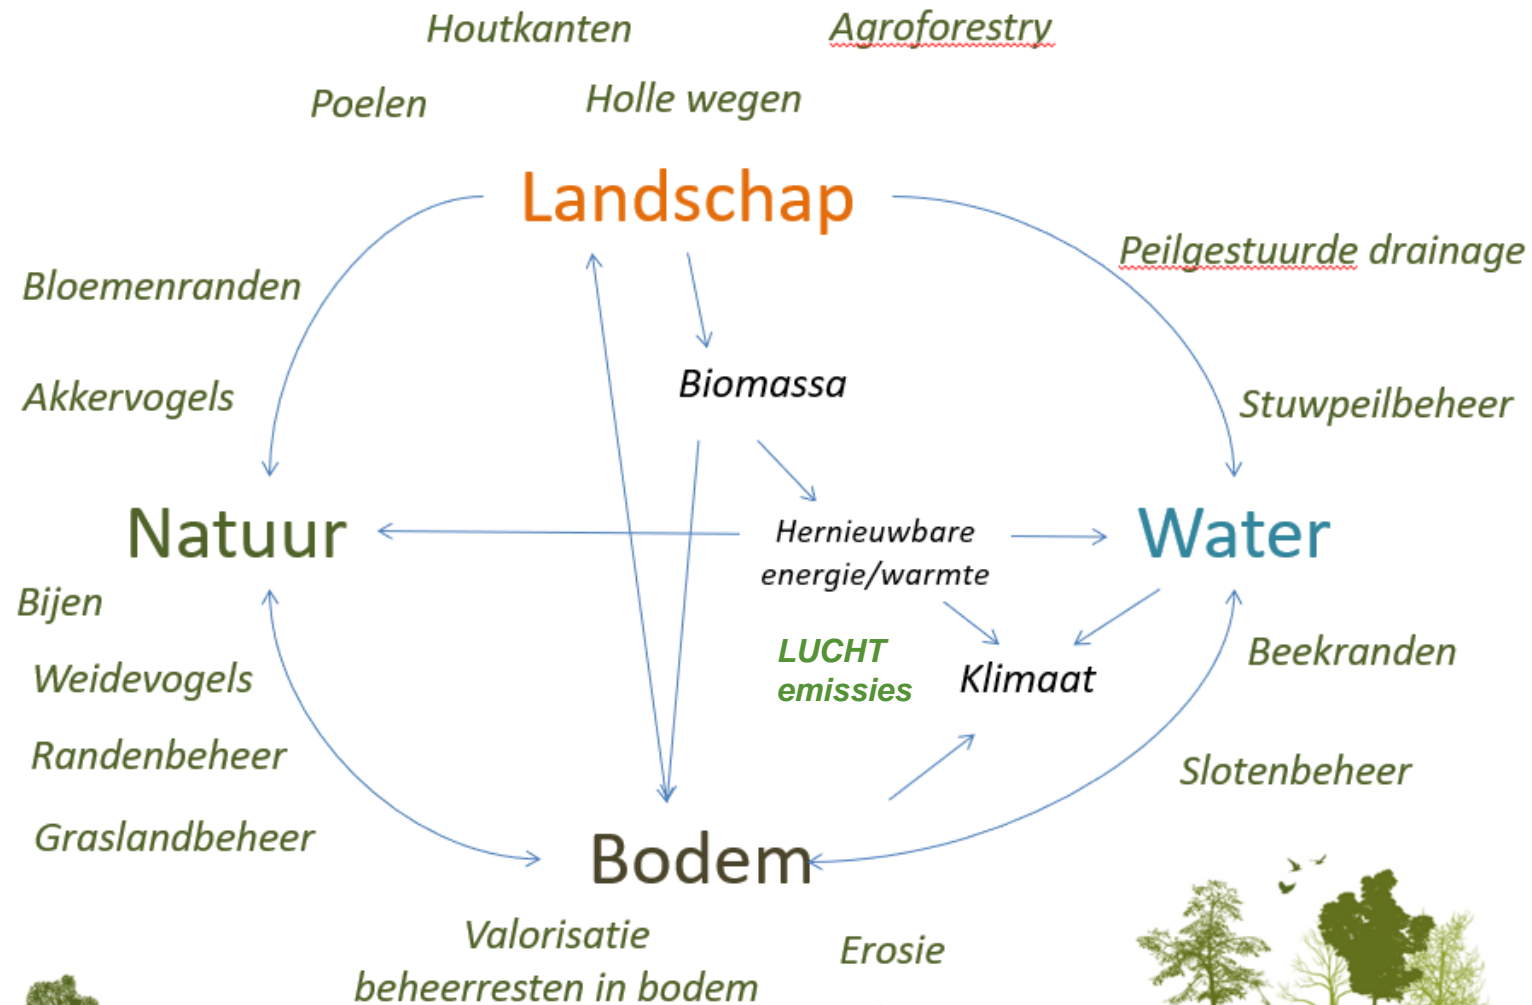 Houtkanten
Agroforestry
Poelen
Holle wegen
Landschap
Peilgestuurde drainage
Bloemenranden
Biomassa
Akkervogels
Stuwpeilbeheer
Natuur
Hernieuwbare
energie/warmte
Water
Bijen
LUCHT
emissies
Klimaat
Beekranden
Weidevogels
Randenbeheer
Slotenbeheer
Graslandbeheer
Bodem
Valorisatie
beheerresten in bodem
Erosie